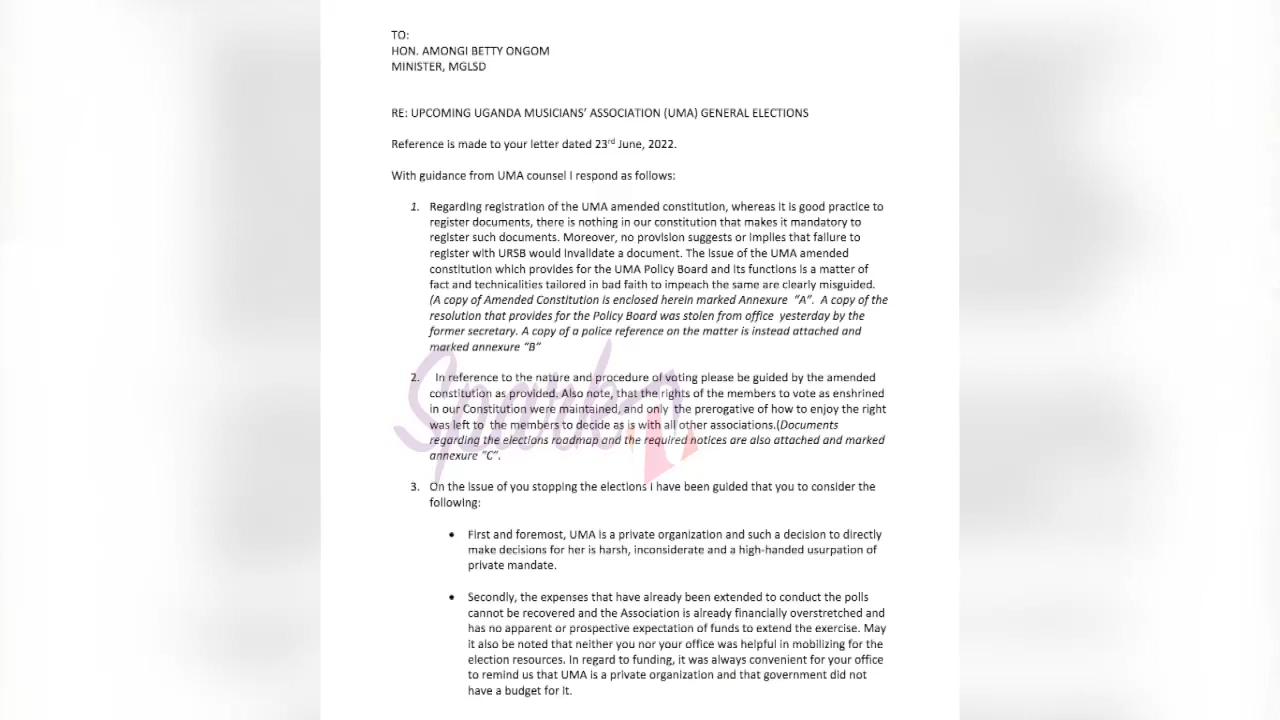 TO:
HON. AMONGI BETTY ONGOM
MINISTER, MGLSD
RE: UPCOMING UGANDA MUSICIANS' ASSOCIATION (UMA) GENERAL ELECTIONS
Reference is made to your letter dated 23rd June, 2022.
With guidance from UMA counsel I respond as follows:
1. Regarding registration of the UMA amended constitution, whereas it is good practice to
register documents, there is nothing in our constitution that makes it mandatory to
register such documents. Moreover, no provision suggests or implies that failure to
register with URSB would invalidate a document. The issue of the UMA amended
constitution which provides for the UMA Policy Board and its functions is a matter of
fact and technicalities tailored in bad faith to impeach the same are clearly misguided.
(A copy of Amended Constitution is enclosed herein marked Annexure "A". A copy of the
resolution that provides for the Policy Board was stolen from office yesterday by the
former secretary. A copy of a police reference on the matter is instead attached and
marked annexure "B"
2. In reference to the nature and procedure of voting please be guided by the amended
constitution as provided. Also note, that the rights of the members to vote as enshrined
in our Constitution were maintained, and only the prerogative of how to enjoy the right
was left to the members to decide as is with all other associations.(Documents
regarding the elections roadmap and the required notices are also attached and marked
annexure "C".
3. On the issue of you stopping the elections I have been guided that you to consider the
following:
• First and foremost, UMA is a private organization and such a decision to directly
make decisions for her is harsh, inconsiderate and a high-handed usurpation of
private mandate.
• Secondly, the expenses that have already been extended to conduct the polls
cannot be recovered and the Association is already financially overstretched and
has no apparent or prospective expectation of funds to extend the exercise. May
it also be noted that neither you nor your office was helpful in mobilizing for the
election resources. In regard to funding, it was always convenient for your office
to remind us that UMA is a private organization and that government did not
have a budget for it.